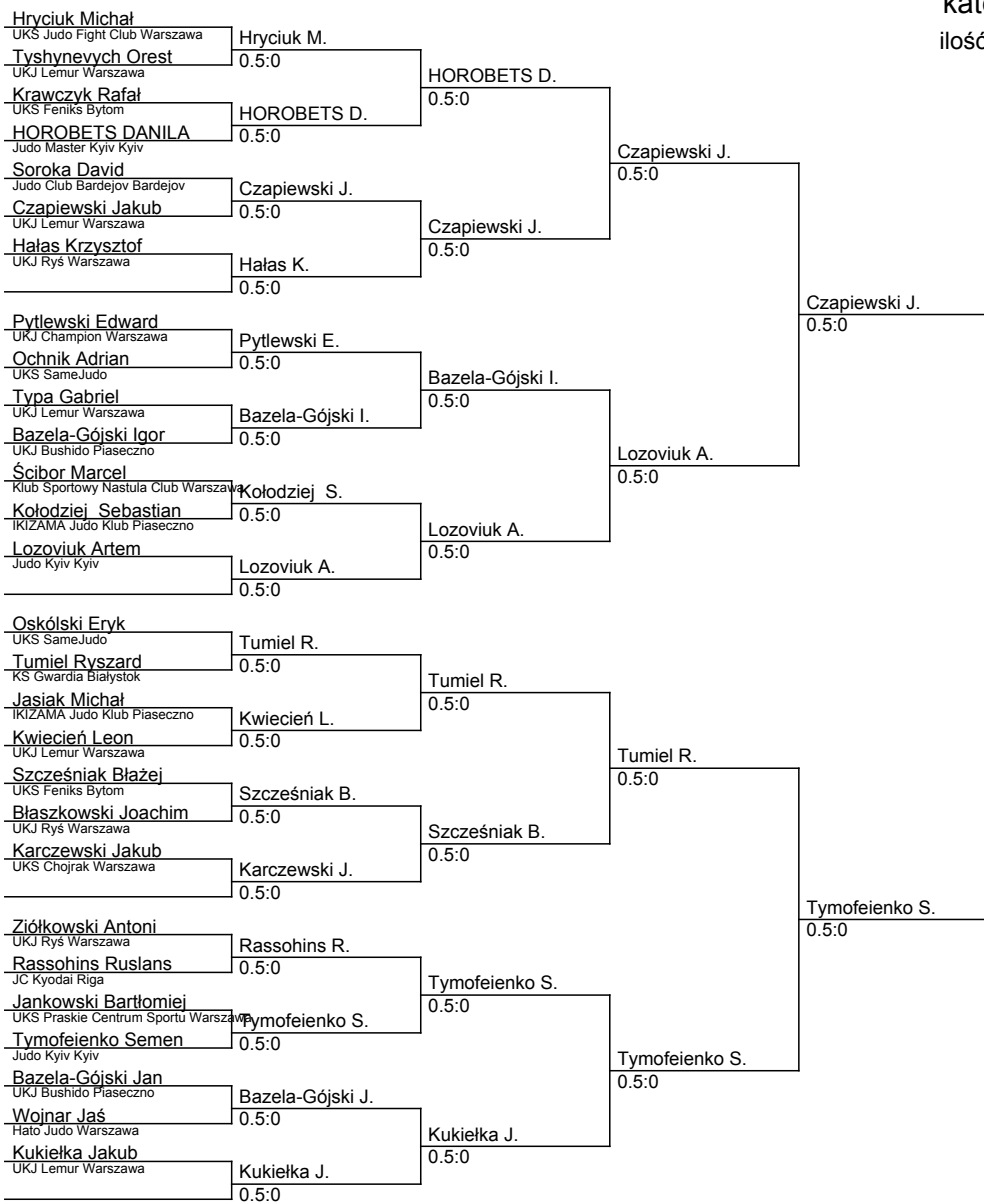 Hryciuk Michał
UKS Judo Fight Club Warszawa
Tyshynevych Orest
UKJ Lemur Warszawa
Krawczyk Rafał
UKS Feniks Bytom
HOROBETS DANILA
Judo Master Kyiv Kyiv
Soroka David
Judo Club Bardejov Bardejov
Czapiewski Jakub
UKJ Lemur Warszawa
Hałas Krzysztof
UKJ Ryś Warszawa
Pytlewski Edward
UKJ Champion Warszawa
Ochnik Adrian
UKS SameJudo
Typa Gabriel
UKJ Lemur Warszawa
Bazela-Gójski Igor
UKJ Bushido Piaseczno
Ścibor Marcel
Klub Sportowy Nastula Club Warszawa
Kołodziej Sebastian
IKIZAMA Judo Klub Piaseczno
Lozoviuk Artem
Judo Kyiv Kyiv
Oskólski Eryk
UKS SameJudo
Tumiel Ryszard
KS Gwardia Białystok
Jasiak Michał
IKIZAMA Judo Klub Piaseczno
Kwiecień Leon
UKJ Lemur Warszawa
Szcześniak Błażej
UKS Feniks Bytom
Błaszkowski Joachim
UKJ Ryś Warszawa
Karczewski Jakub
UKS Chojrak Warszawa
Ziółkowski Antoni
UKJ Ryś Warszawa
Rassohins Ruslans
JC Kyodai Riga
Jankowski Bartłomiej
UKS Praskie Centrum Sportu Warszawa
Tymofeienko Semen
Judo Kyiv Kyiv
Bazela-Gójski Jan
UKJ Bushido Piaseczno
Wojnar Jaś
Hato Judo Warszawa
Kukiełka Jakub
UKJ Lemur Warszawa
Hryciuk M.
0.5:0
HOROBETS D.
0.5:0
Czapiewski J.
0.5:0
Hałas K.
0.5:0
Pytlewski E.
0.5:0
Bazela-Gójski I.
0.5:0
Kołodziej S.
0.5:0
Lozoviuk A.
0.5:0
Tumiel R.
0.5:0
Kwiecień L.
0.5:0
Szcześniak B.
0.5:0
Karczewski J.
0.5:0
Rassohins R.
0.5:0
Tymofeienko S.
0.5:0
Bazela-Gójski J.
0.5:0
Kukiełka J.
0.5:0
HOROBETS D.
0.5:0
Czapiewski J.
0.5:0
Bazela-Gójski I.
0.5:0
Lozoviuk A.
0.5:0
Tumiel R.
0.5:0
Szcześniak B.
0.5:0
Tymofeienko S.
0.5:0
Kukiełka J.
0.5:0
Czapiewski J.
0.5:0
Lozoviuk A.
0.5:0
Tumiel R.
0.5:0
Tymofeienko S.
0.5:0
Czapiewski J.
0.5:0
Tymofeienko S.
0.5:0
kate
ilość